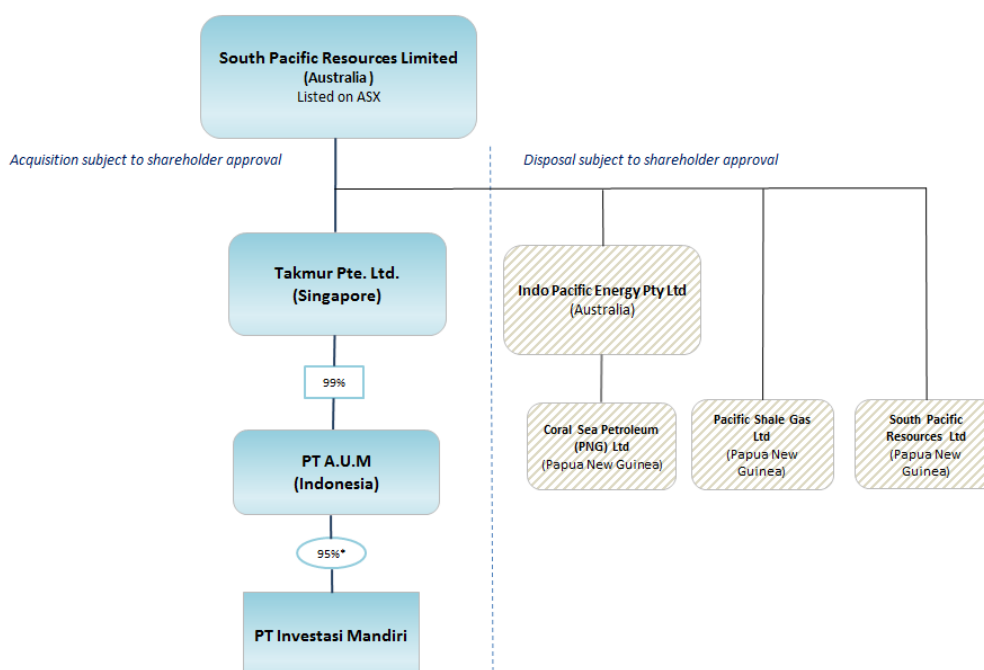 South Pacific Resources Limited
(Australia )
Listed on ASX
Acquisition subject to shareholder approval
Disposal subject to shareholder approval
Takmur Pte. Ltd.
(Singapore)
Indo Pacific Energy Pty Ltd
(Australia)
99%
Coral Sea Petroleum
(PNG) Ltd
(Papua New Guinea)
Pacific Shale Gas
Ltd
(Papua New
Guinea)
South Pacific
Resources Ltd
(Papua New
Guinea)
PT A.U.M
(Indonesia)
95%*
PT Investasi Mandiri